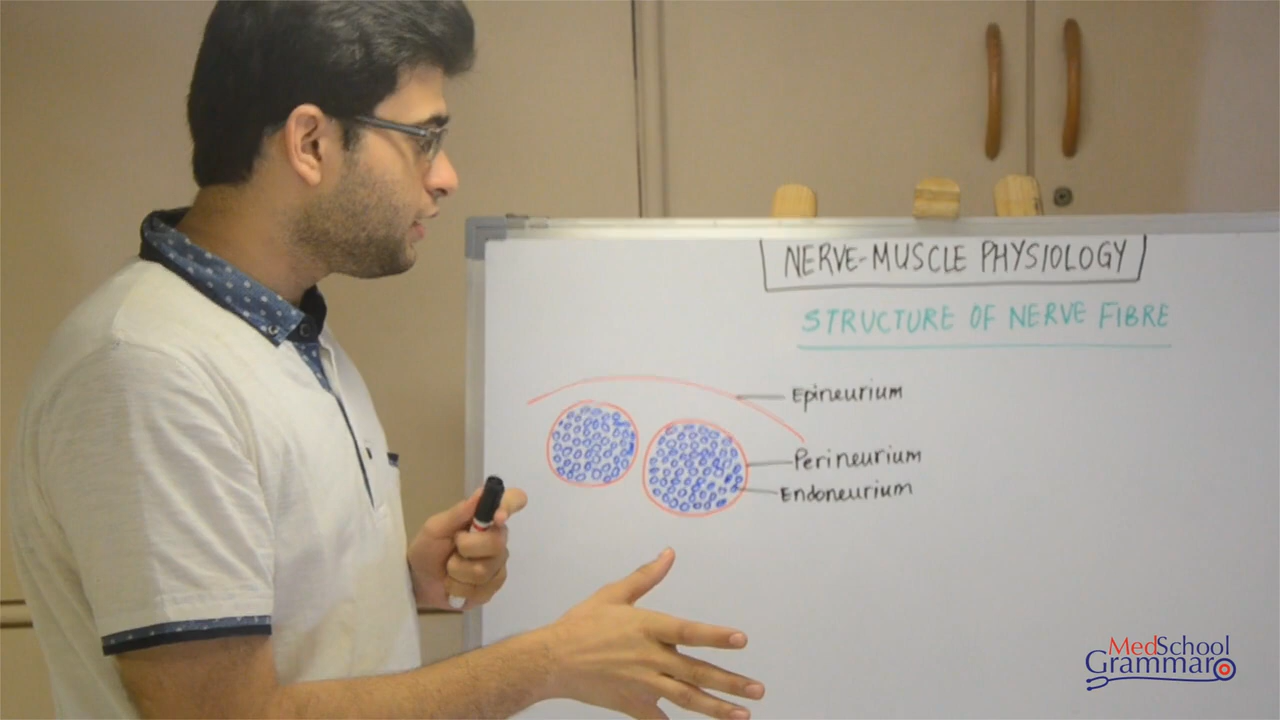 NERVE-MUSCLE PHYSIOLOGY
STRUCTURE OF NERVE FIBRE
Epineurium
Perineurium
Endoneurium
MedSchool
Grammar